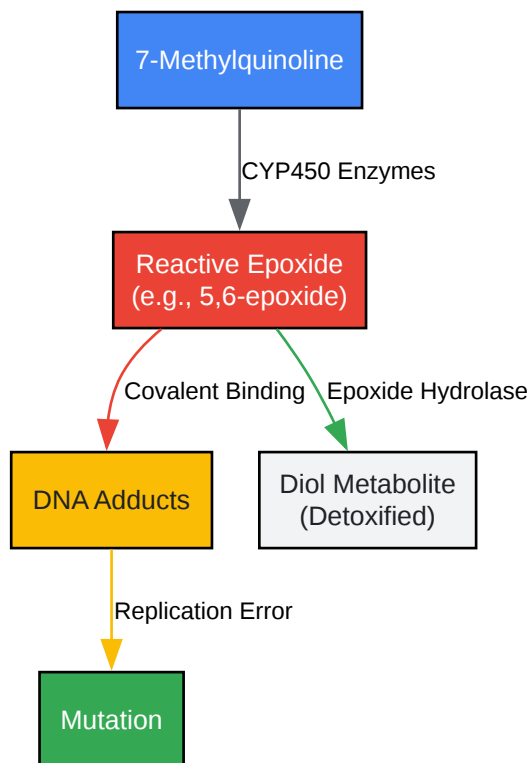 7-Methylquinoline
CYP450 Enzymes
Reactive Epoxide
(e.g., 5,6-epoxide)
Covalent Binding
Epoxide Hydrolase
DNA Adducts
Diol Metabolite
(Detoxified)
Replication Error
Mutation